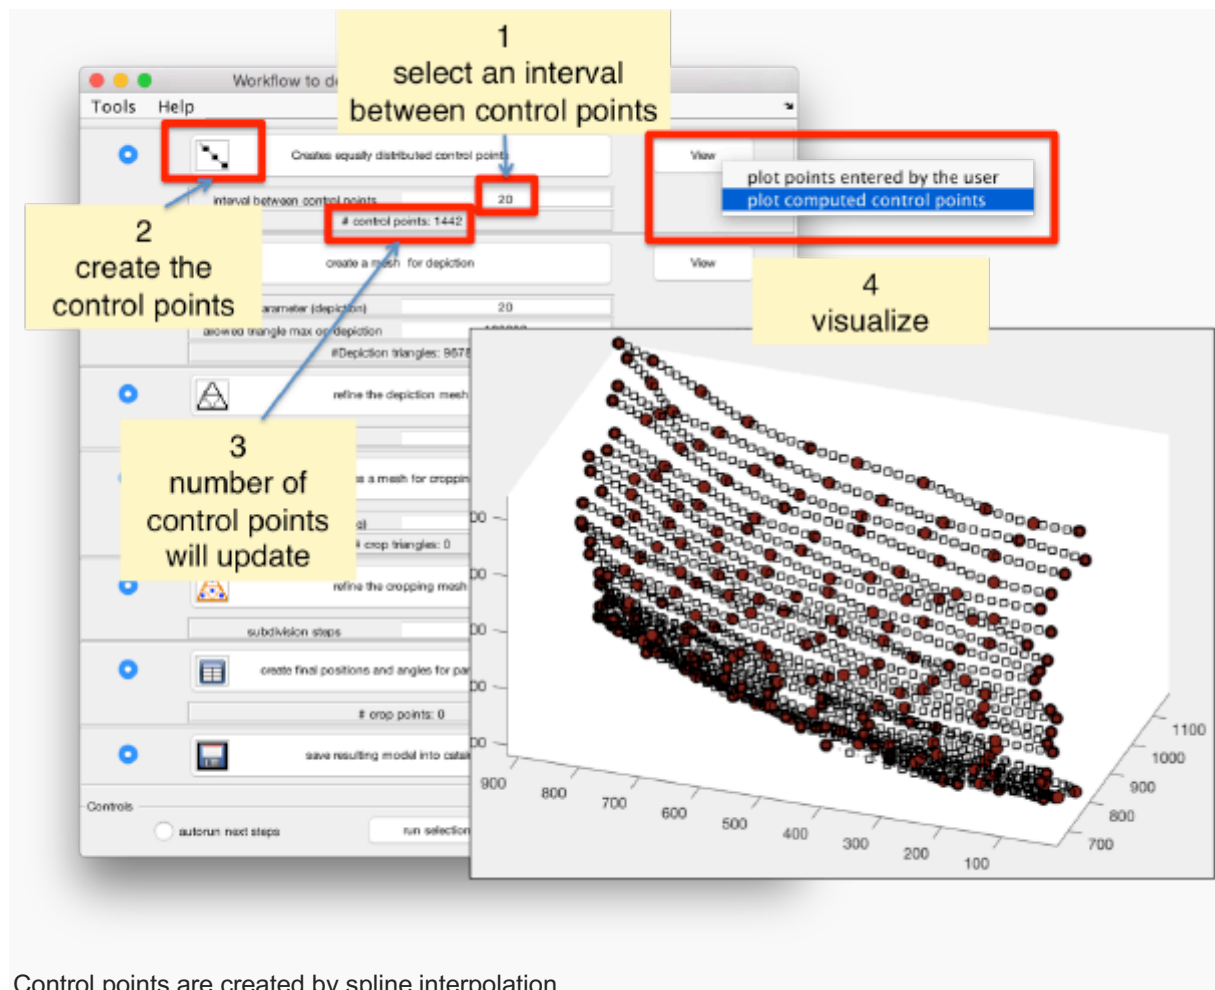 1
select an interval
between control points
Workflow to
Tools Help
Creates equally distributed control points
View
plot points entered by the user
plot computed control points
interval between control points 20
# control points: 1442
2
create the
control points
create a mesh for depiction
View
4
visualize
(depiction) 20
allowed triangle max on depiction
#Depiction triangles: 9678
refine the depiction mesh
3
number of
control points
will update
a mesh for
# crop triangles: 0
refine the cropping mesh
subdivision steps
create final positions and angles for
# crop points: 0
save resulting model into
Controls
autorun next steps
run
900 800 700 600 500 400 300 200 100
1100
1000
900
800
700
Control points are created by spline interpolation